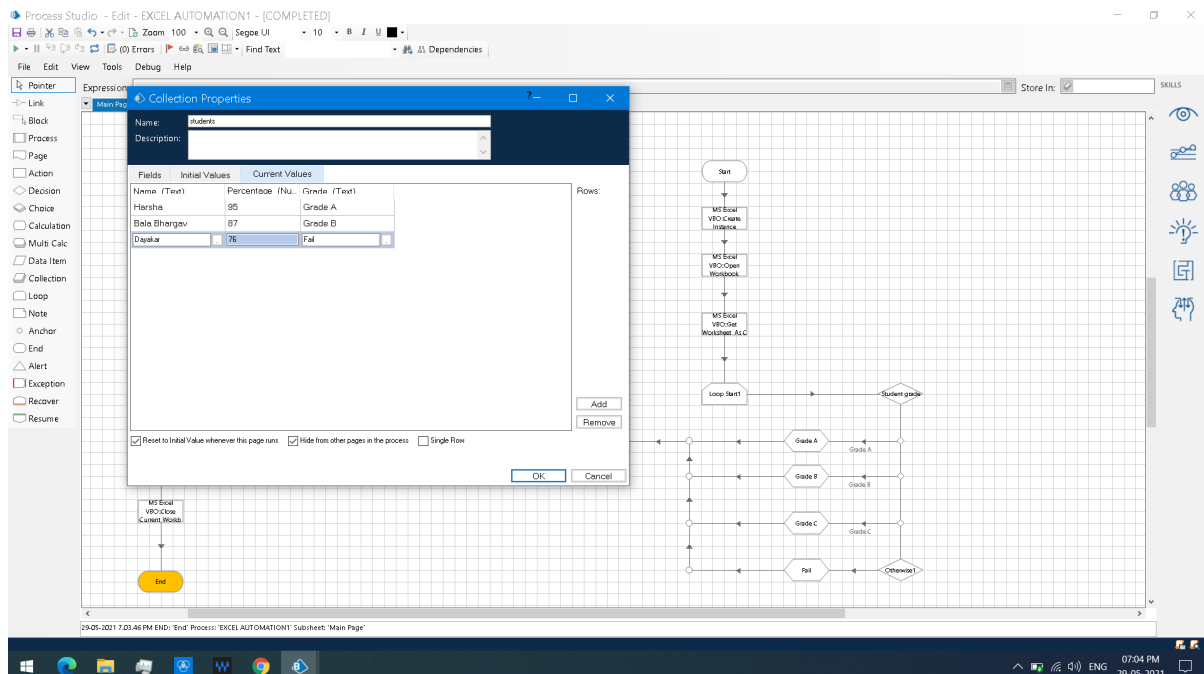 Process Studio - Edit - EXCEL AUTOMATION1 - [COMPLETED]
Zoom 100 Segoe UI 10 B I U
(0) Errors Find Text Dependencies
File Edit View Tools Debug Help
Pointer
Link
Block
Process
Page
Action
Decision
Choice
Calculation
Multi Calc
Data Item
Collection
Loop
Note
Anchor
End
Alert
Exception
Recover
Resume
Expression
Store In:
SKILLS
Main Pag
Collection Properties
?
Name: students
Description:
Fields Initial Values Current Values
Name (Text) Percentage (Nu... Grade (Text)
Harsha 95 Grade A
Bala Bhargav 87 Grade B
Dayakar 76 Fail
Rows:
Add
Remove
Reset to Initial Value whenever this page runs Hide from other pages in the process Single Row
OK Cancel
Start
MS Excel
VBO::Create
Instance
MS Excel
VBO::Open
Workbook
MS Excel
VBO::Get
Worksheet As C
Loop Start1
Student grade
Grade A
Grade A
Grade B
Grade B
Grade C
Grade C
Fail
Otherwise1
MS Excel
VBO::Close
Current Workb
End
29-05-2021 7.03.46 PM END: 'End' Process: 'EXCEL AUTOMATION1' Subsheet: 'Main Page'
ENG
07:04 PM
29-05-2021